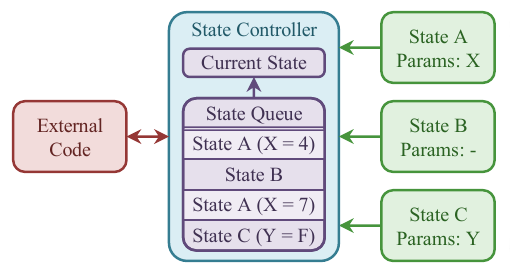 External
Code
State Controller
Current State
State Queue
State A (X = 4)
State B
State A (X = 7)
State C (Y = F)
State A
Params: X
State B
Params: -
State C
Params: Y